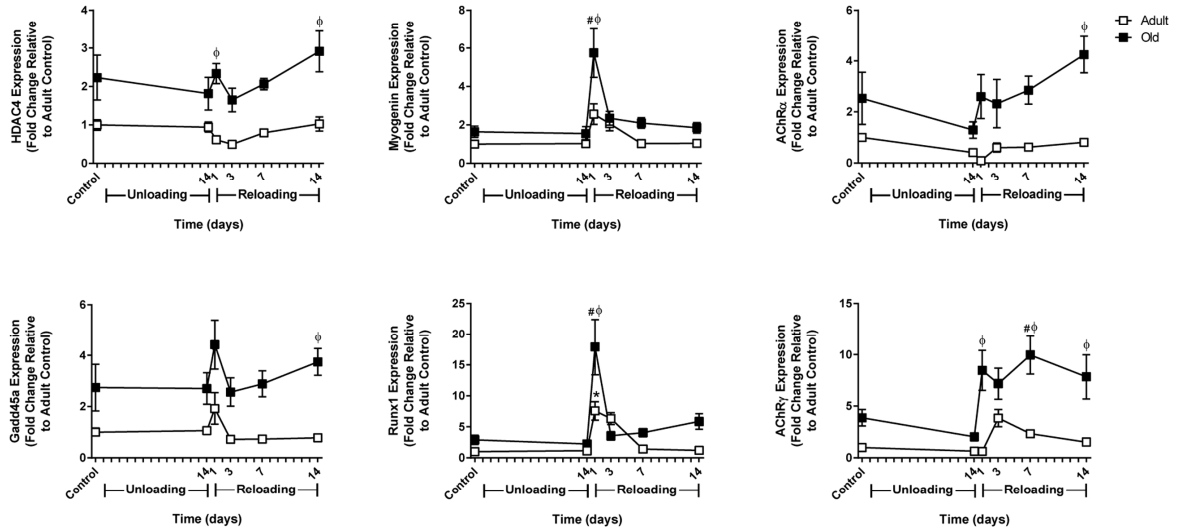 HDAC4 Expression
(Fold Change Relative
to Adult Control)
4
3
2
1
0
ϕ
ϕ
Control
14
1
3
7
14
Unloading
Reloading
Time (days)
Myogenin Expression
(Fold Change Relative
to Adult Control)
8
6
4
2
0
#ϕ
Control
14
1
3
7
14
Unloading
Reloading
Time (days)
AChRα Expression
(Fold Change Relative
to Adult Control)
6
4
2
0
ϕ
Control
14
1
3
7
14
Unloading
Reloading
Time (days)
Adult
Old
Gadd45a Expression
(Fold Change Relative
to Adult Control)
6
4
2
0
ϕ
Control
14
1
3
7
14
Unloading
Reloading
Time (days)
Runx1 Expression
(Fold Change Relative
to Adult Control)
25
20
15
10
5
0
#ϕ
*
Control
14
1
3
7
14
Unloading
Reloading
Time (days)
AChRγ Expression
(Fold Change Relative
to Adult Control)
15
10
5
0
ϕ
#ϕ
ϕ
Control
14
1
3
7
14
Unloading
Reloading
Time (days)